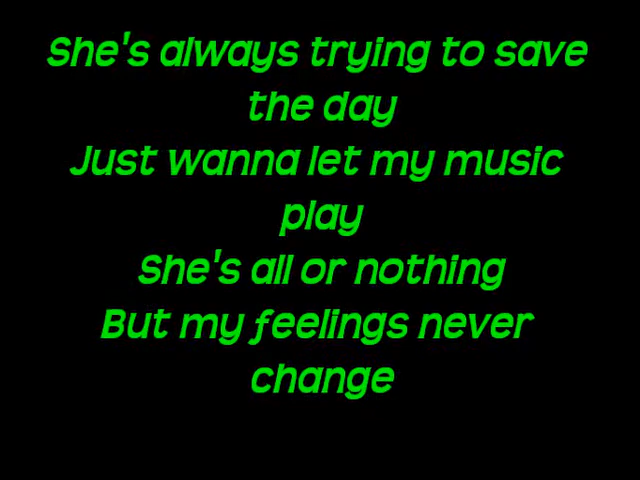 She's always trying to save
the day
Just wanna let my music
play
She's all or nothing
But my feelings never
change